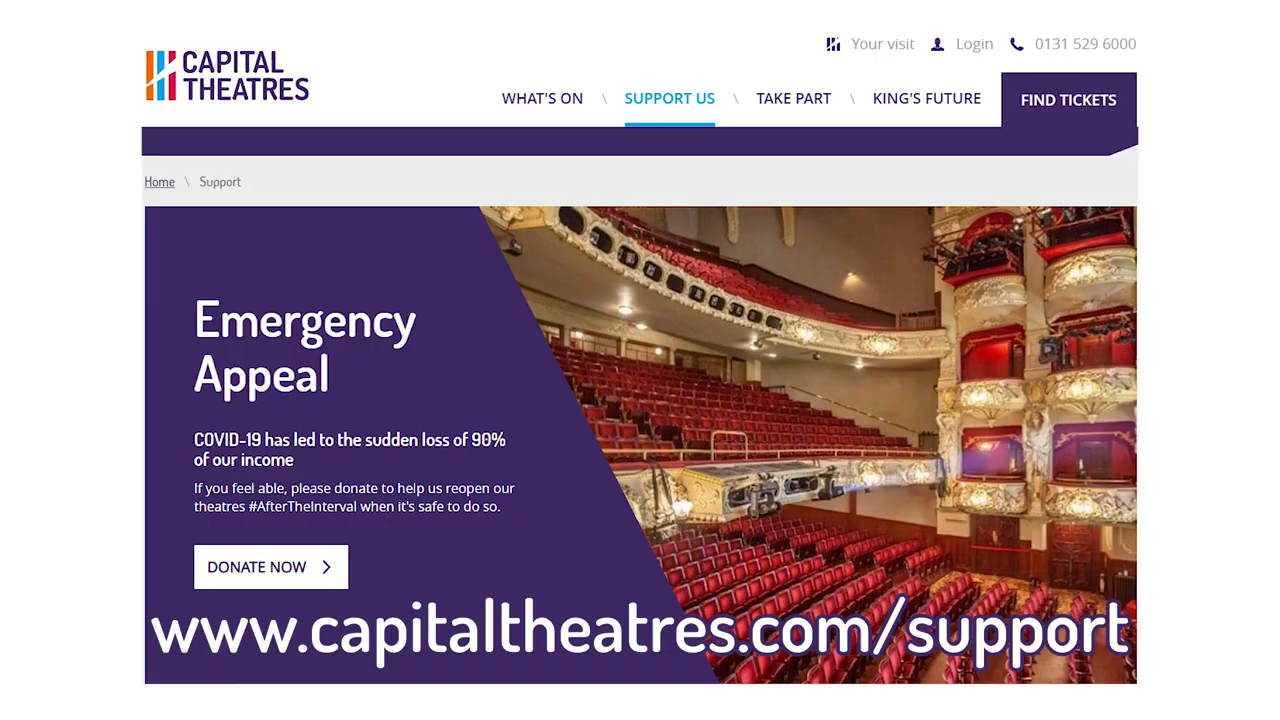 Your visit Login 0131 529 6000
CAPITAL
THEATRES
WHAT'S ON \ SUPPORT US \ TAKE PART \ KING'S FUTURE FIND TICKETS
Home \ Support
Emergency
Appeal
COVID-19 has led to the sudden loss of 90%
of our income
If you feel able, please donate to help us reopen our
theatres #AfterTheInterval when it's safe to do so.
DONATE NOW
www.capitaltheatres.com/support